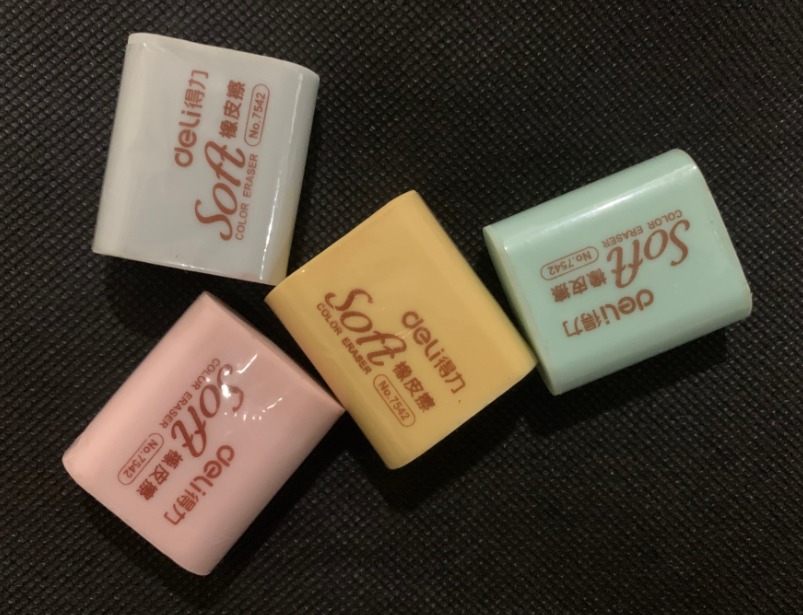 deli得力
Soft 橡皮擦
COLOR ERASER No.7542
deli得力
Soft 橡皮擦
COLOR ERASER No.7542
deli得力
Soft 橡皮擦
COLOR ERASER No.7542
deli得力
Soft 橡皮擦
COLOR ERASER No.7542